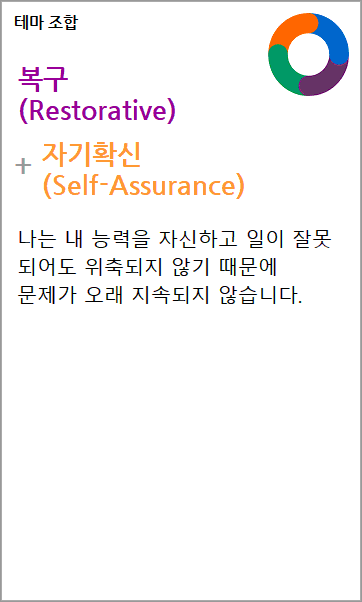 테마 조합
복구
(Restorative)
+ 자기확신
(Self-Assurance)
나는 내 능력을 자신하고 일이 잘못
되어도 위축되지 않기 때문에
문제가 오래 지속되지 않습니다.